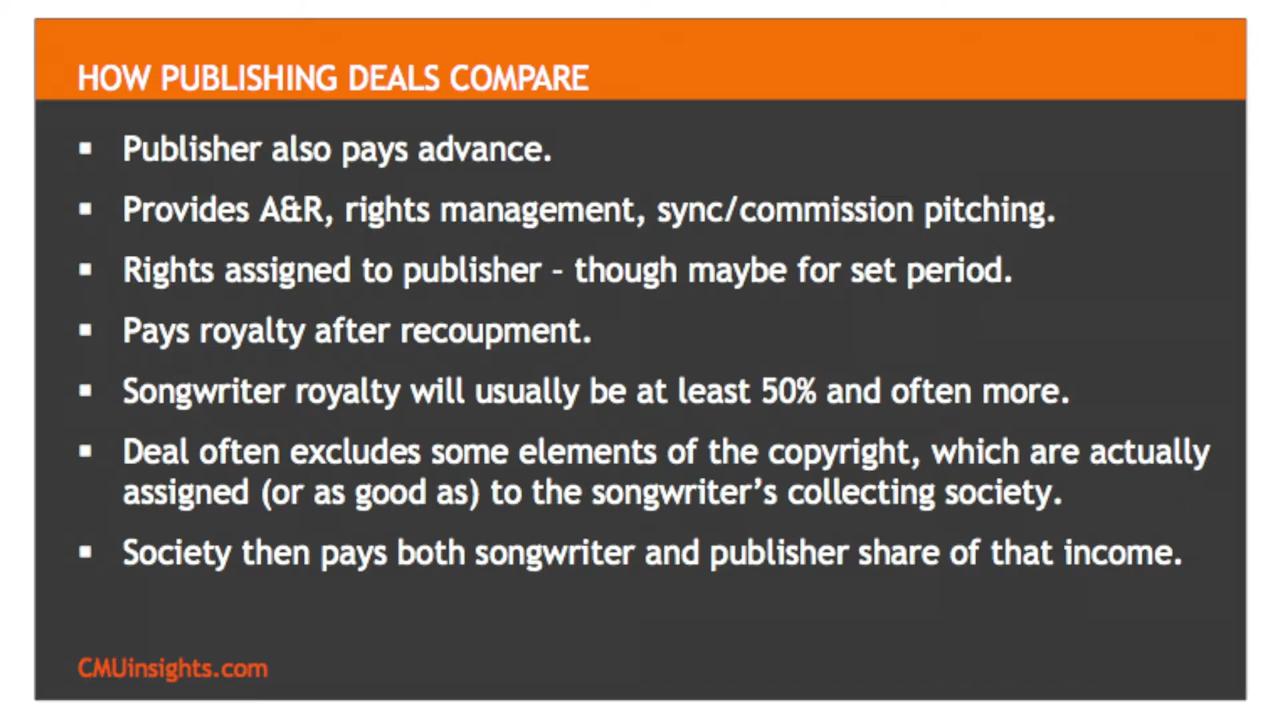 HOW PUBLISHING DEALS COMPARE
▪ Publisher also pays advance.
▪ Provides A&R, rights management, sync/commission pitching.
▪ Rights assigned to publisher – though maybe for set period.
▪ Pays royalty after recoupment.
▪ Songwriter royalty will usually be at least 50% and often more.
▪ Deal often excludes some elements of the copyright, which are actually
assigned (or as good as) to the songwriter’s collecting society.
▪ Society then pays both songwriter and publisher share of that income.
CMUinsights.com